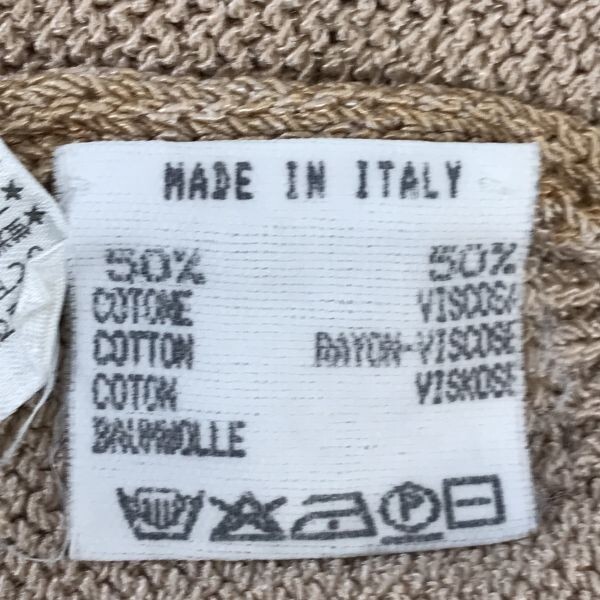 MADE IN ITALY
50% 50%
COTONE VISCOSA
COTTON RAYON-VISCOSE
COTON VISKOSE
BAUMWOLLE
P